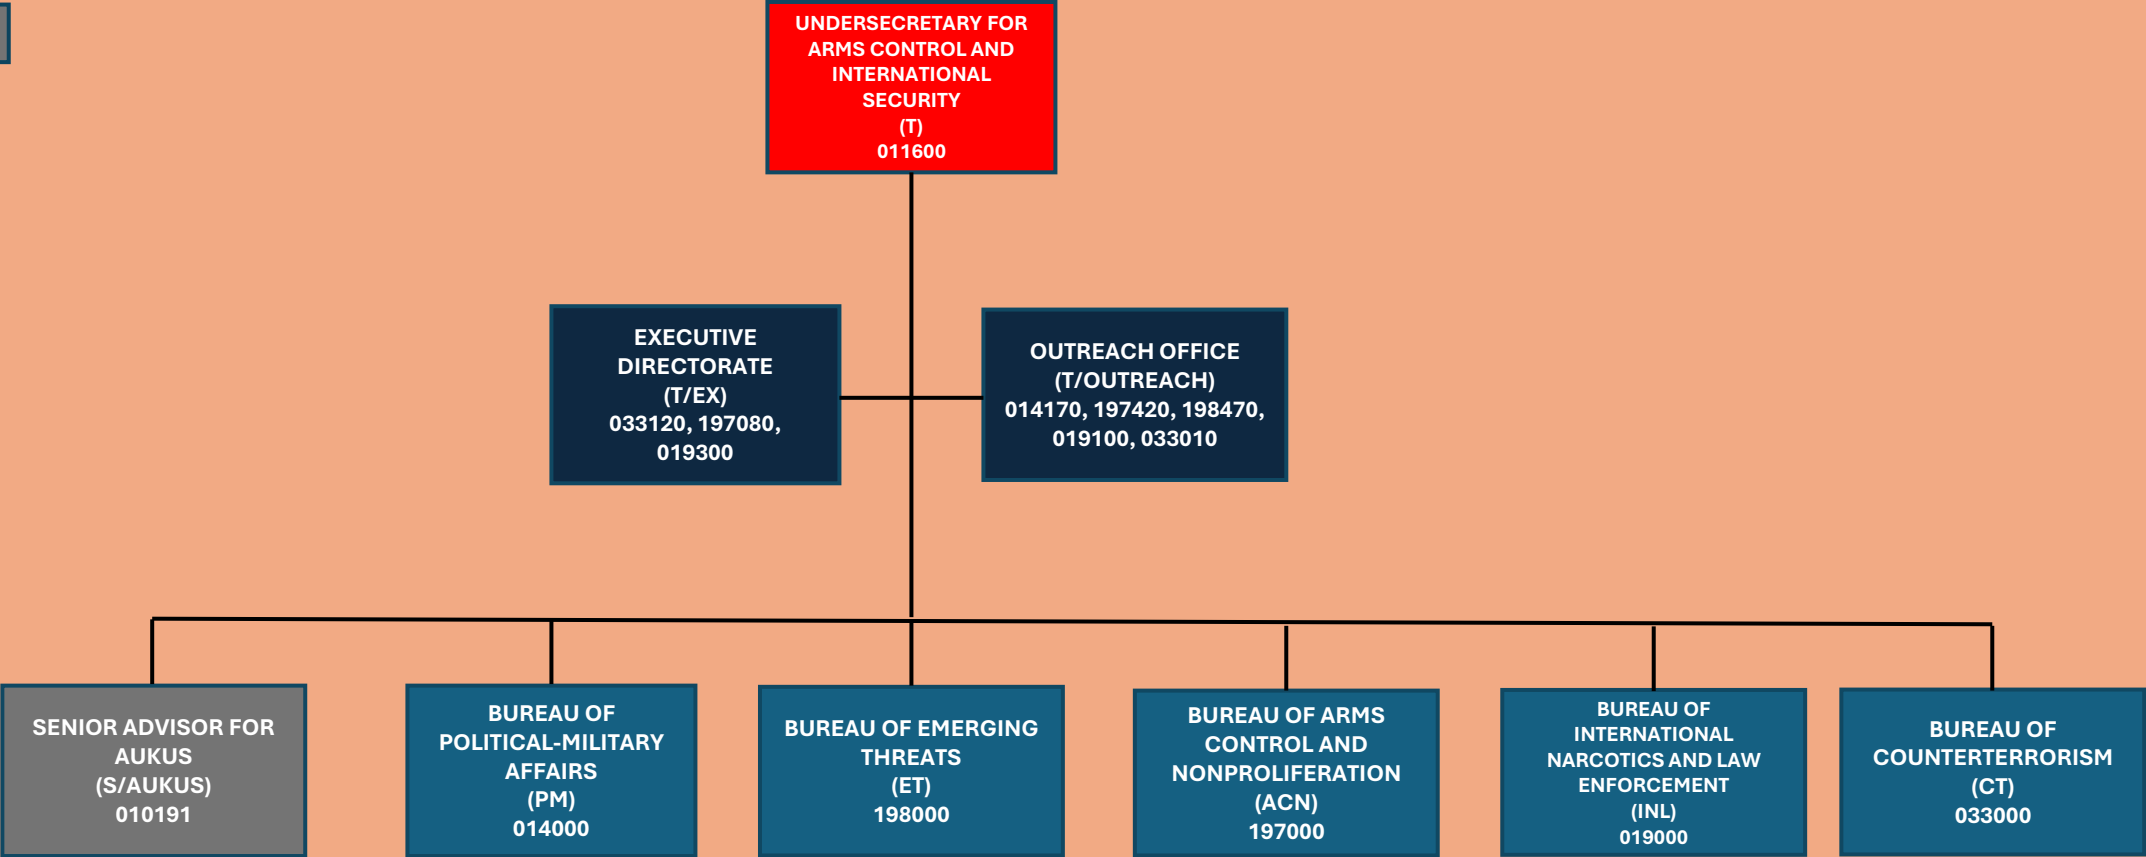 UNDERSECRETARY FOR
ARMS CONTROL AND
INTERNATIONAL
SECURITY
(T)
011600
EXECUTIVE
DIRECTORATE
(T/EX)
033120, 197080,
019300
OUTREACH OFFICE
(T/OUTREACH)
014170, 197420, 198470,
019100, 033010
SENIOR ADVISOR FOR
AUKUS
(S/AUKUS)
010191
BUREAU OF
POLITICAL-MILITARY
AFFAIRS
(PM)
014000
BUREAU OF EMERGING
THREATS
(ET)
198000
BUREAU OF ARMS
CONTROL AND
NONPROLIFERATION
(ACN)
197000
BUREAU OF
INTERNATIONAL
NARCOTICS AND LAW
ENFORCEMENT
(INL)
019000
BUREAU OF
COUNTERTERRORISM
(CT)
033000